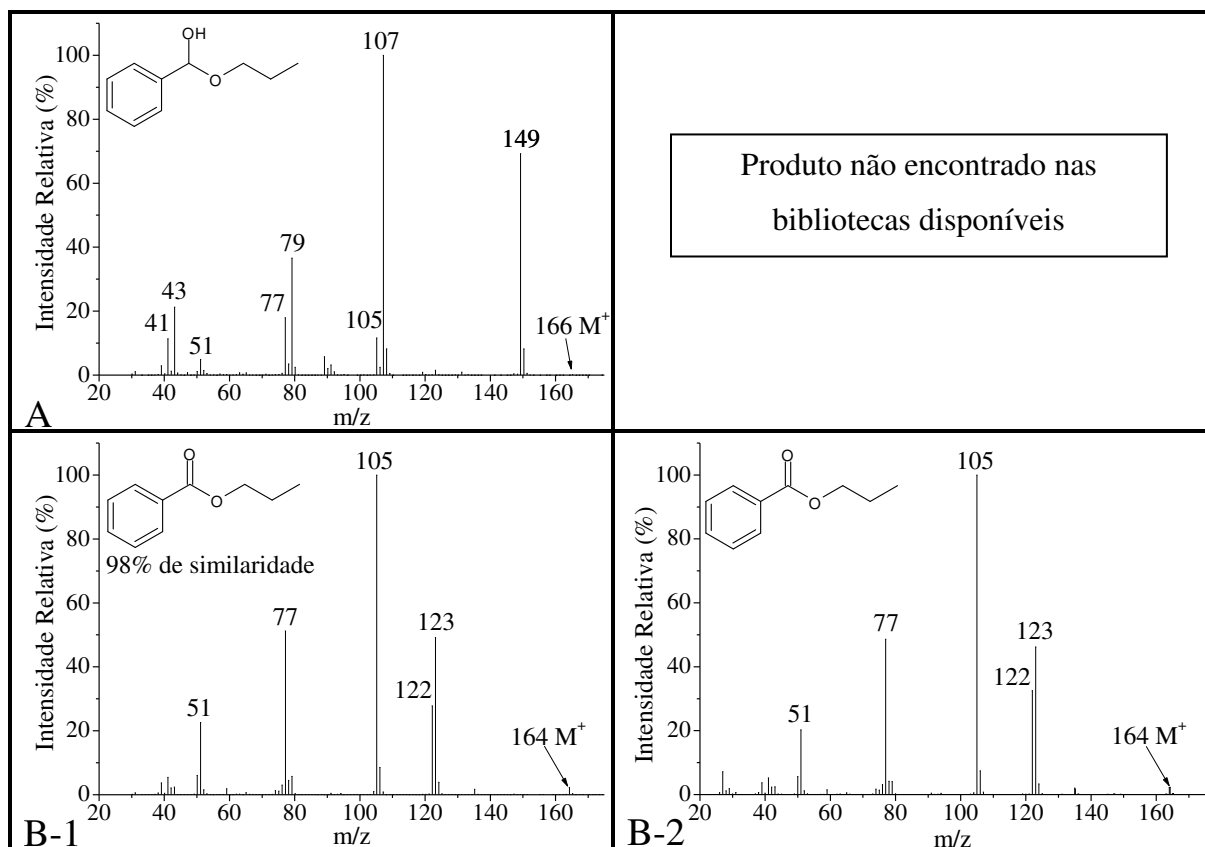 OH
O
Intensidade Relativa (%)
100
80
60
40
20
0
107
149
79
43
77
41
51
105
166 M+
20 40 60 80 100 120 140 160
m/z
A
Produto não encontrado nas
bibliotecas disponíveis
O
O
98% de similaridade
Intensidade Relativa (%)
100
80
60
40
20
0
105
77
123
122
51
164 M+
20 40 60 80 100 120 140 160
m/z
B-1
O
O
Intensidade Relativa (%)
100
80
60
40
20
0
105
77
123
122
51
164 M+
20 40 60 80 100 120 140 160
m/z
B-2